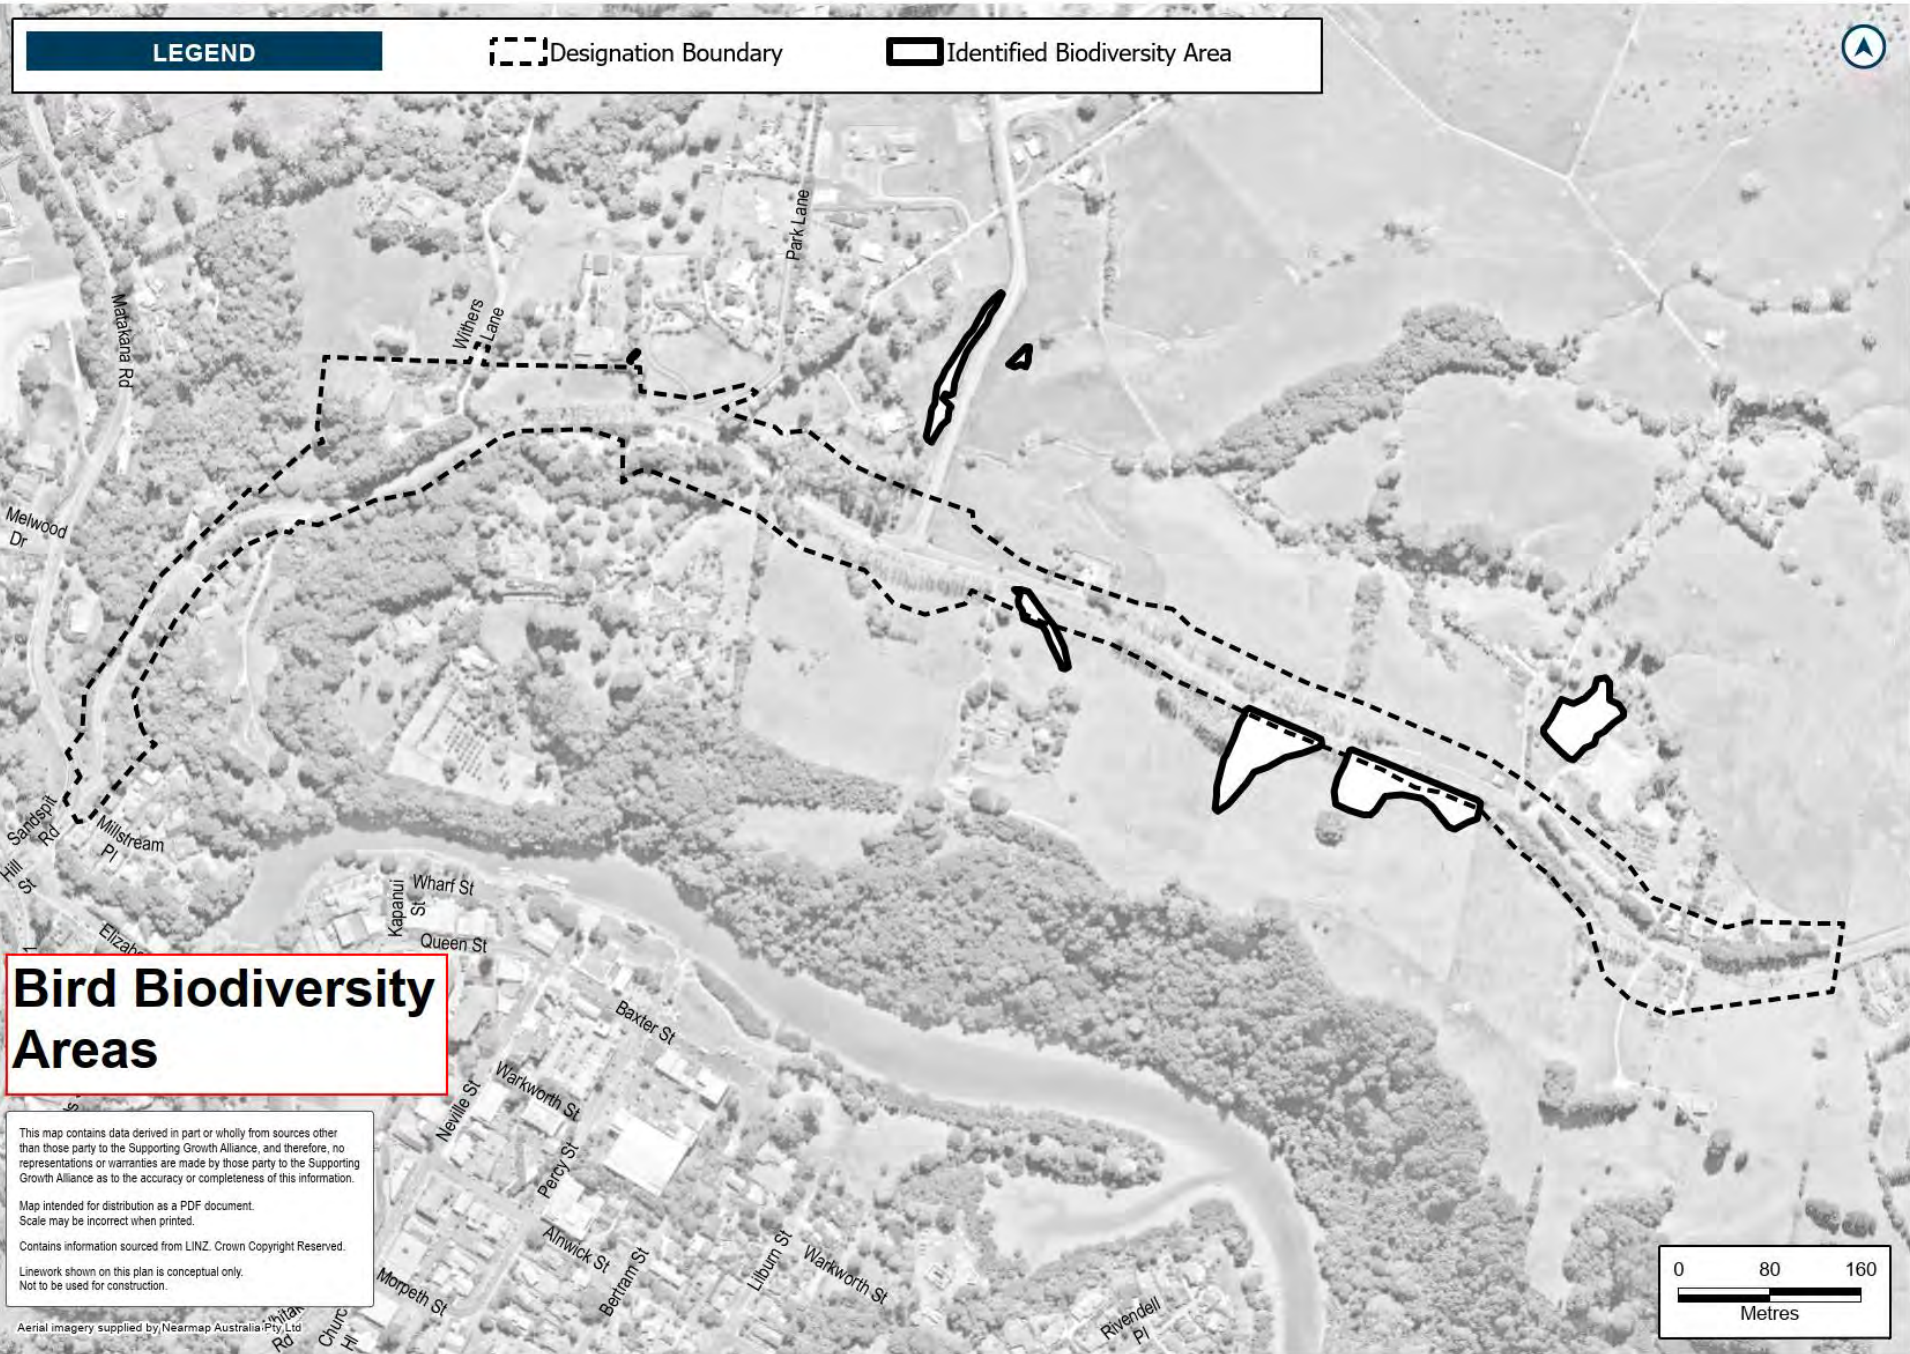 LEGEND
Designation Boundary
Identified Biodiversity Area
Park Lane
Matakana Rd
Withers
Lane
Melwood
Dr
Sandspit
Rd
Millstream
Pl
Hill
St
Wharf St
Kapanui
St
Queen St
Baxter St
Warkworth St
Neville St
Percy St
Alnwick St
Bertram St
Lilburn St
Warkworth St
Morpeth St
Rivendell
Pl
Rd
Hl
Bird Biodiversity
Areas
This map contains data derived in part or wholly from sources other
than those party to the Supporting Growth Alliance, and therefore, no
representations or warranties are made by those party to the Supporting
Growth Alliance as to the accuracy or completeness of this information.
Map intended for distribution as a PDF document.
Scale may be incorrect when printed.
Contains information sourced from LINZ. Crown Copyright Reserved.
Linework shown on this plan is conceptual only.
Not to be used for construction.
Aerial imagery supplied by Nearmap Australia Pty Ltd
0 80 160
Metres